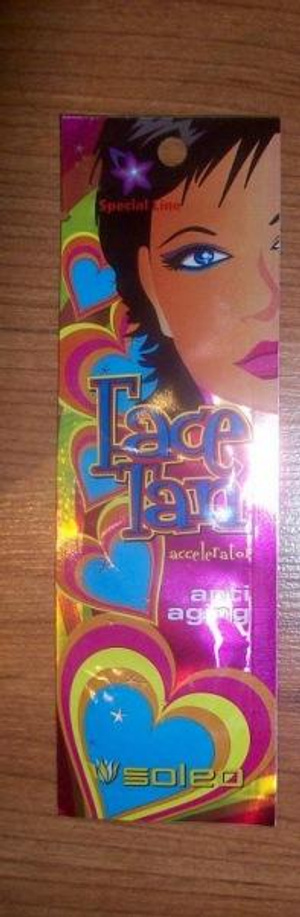 Special Line
Face
Tan
accelerator
anti
aging
soleo